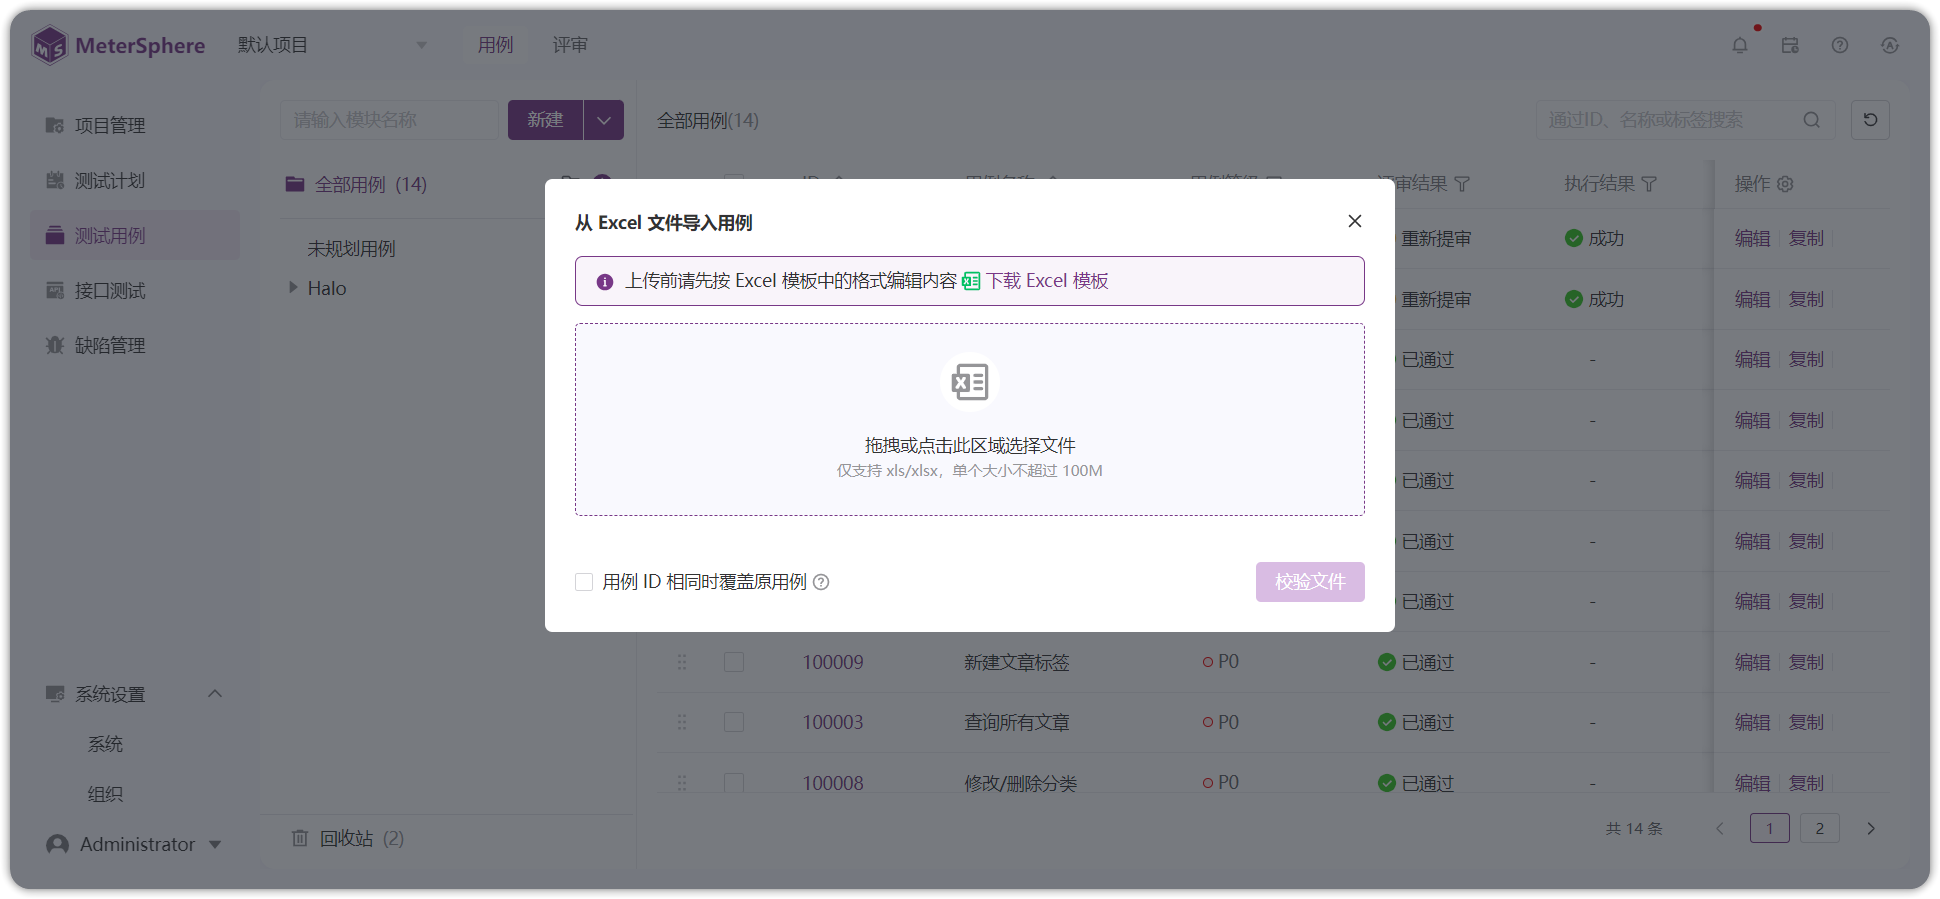 MeterSphere
默认项目
用例
评审
项目管理
测试计划
测试用例
接口测试
缺陷管理
系统设置
系统
组织
Administrator
请输入模块名称
新建
全部用例 (14)
未规划用例
Halo
回收站 (2)
全部用例(14)
通过ID、名称或标签搜索
ID 用例名称 用例等级 评审结果 执行结果 操作
重新提审 成功 编辑 复制
重新提审 成功 编辑 复制
已通过 - 编辑 复制
已通过 - 编辑 复制
已通过 - 编辑 复制
已通过 - 编辑 复制
已通过 - 编辑 复制
100009 新建文章标签 P0 已通过 - 编辑 复制
100003 查询所有文章 P0 已通过 - 编辑 复制
100008 修改/删除分类 P0 已通过 - 编辑 复制
共 14 条
1
2
从 Excel 文件导入用例
上传前请先按 Excel 模板中的格式编辑内容 下载 Excel 模板
拖拽或点击此区域选择文件
仅支持 xls/xlsx，单个大小不超过 100M
用例 ID 相同时覆盖原用例
校验文件